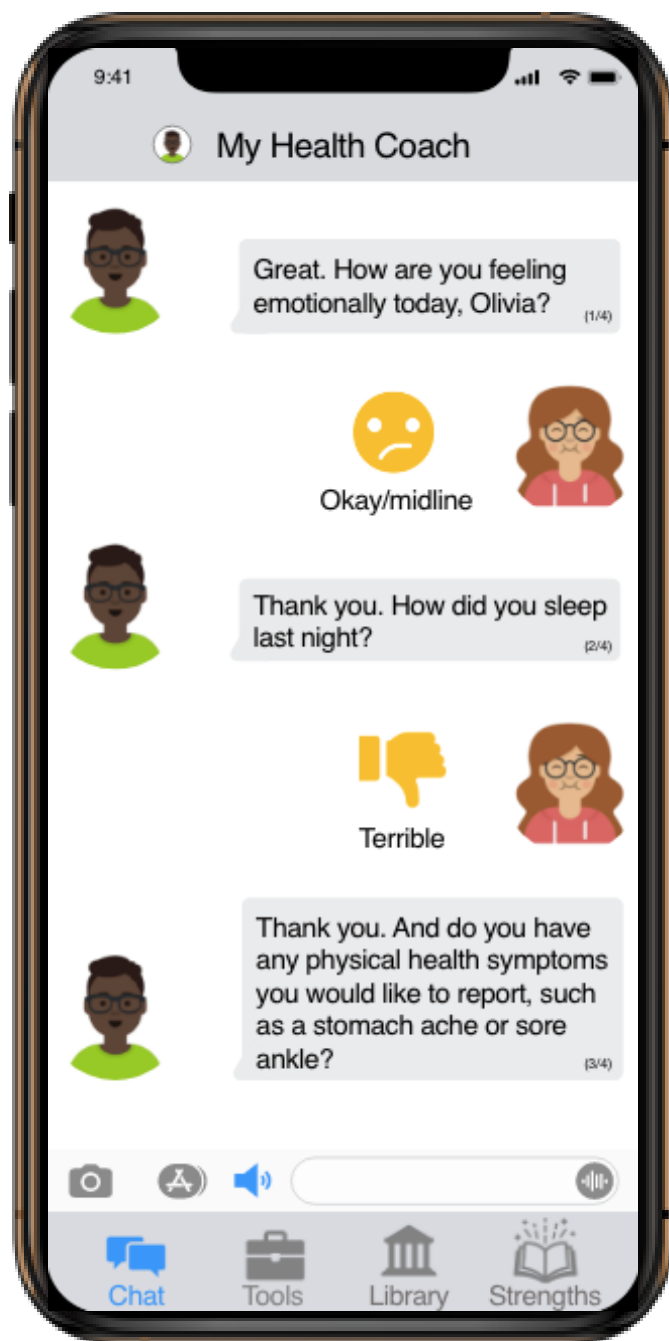 9:41
My Health Coach
Great. How are you feeling
emotionally today, Olivia?
(1/4)
Okay/midline
Thank you. How did you sleep
last night?
(2/4)
Terrible
Thank you. And do you have
any physical health symptoms
you would like to report, such
as a stomach ache or sore
ankle?
(3/4)
Chat
Tools
Library
Strengths